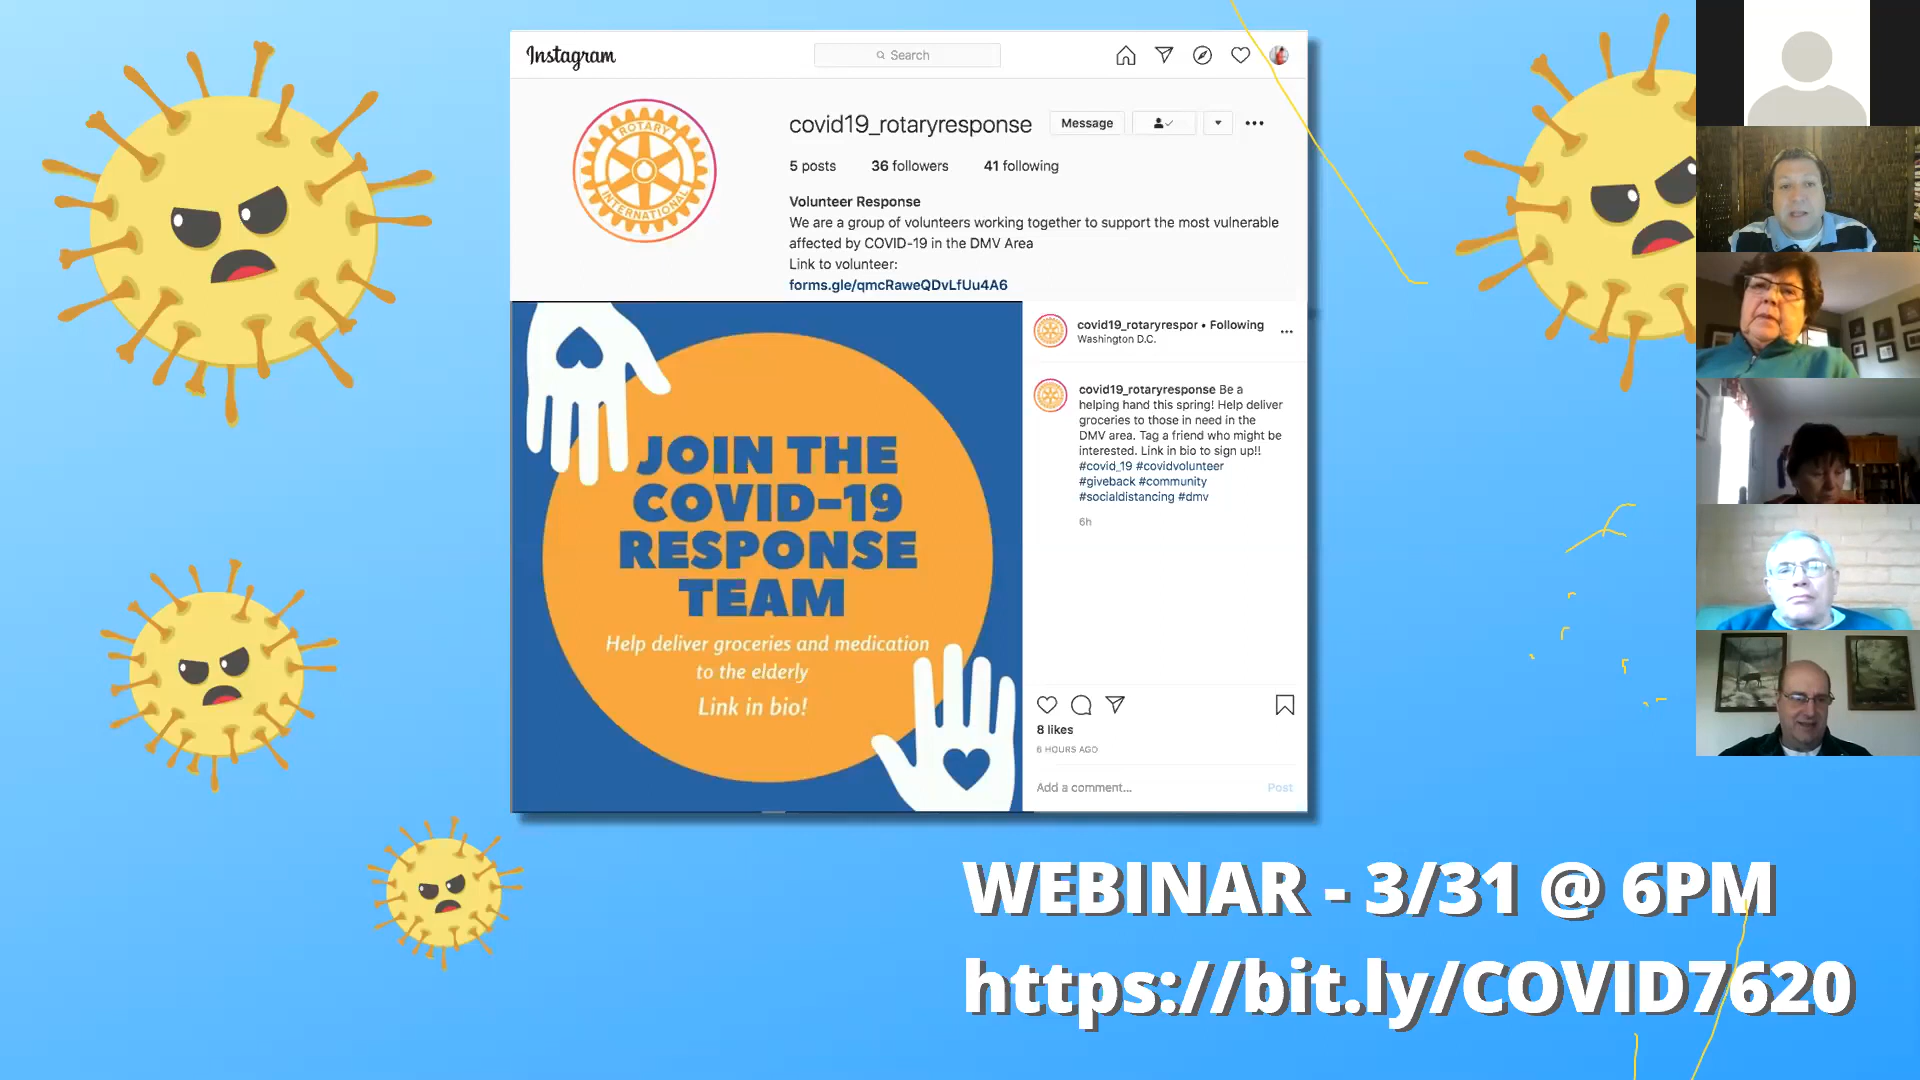 Instagram
Search
ROTARY
INTERNATIONAL
covid19_rotaryresponse
Message
5 posts 36 followers 41 following
Volunteer Response
We are a group of volunteers working together to support the most vulnerable
affected by COVID-19 in the DMV Area
Link to volunteer:
forms.gle/qmcRaweQDvLfUu4A6
JOIN THE
COVID-19
RESPONSE
TEAM
Help deliver groceries and medication
to the elderly
Link in bio!
covid19_rotaryrespor • Following
Washington D.C.
covid19_rotaryresponse Be a
helping hand this spring! Help deliver
groceries to those in need in the
DMV area. Tag a friend who might be
interested. Link in bio to sign up!!
#covid_19 #covidvolunteer
#giveback #community
#socialdistancing #dmv
6h
8 likes
6 HOURS AGO
Add a comment...
Post
WEBINAR - 3/31 @ 6PM
https://bit.ly/COVID7620